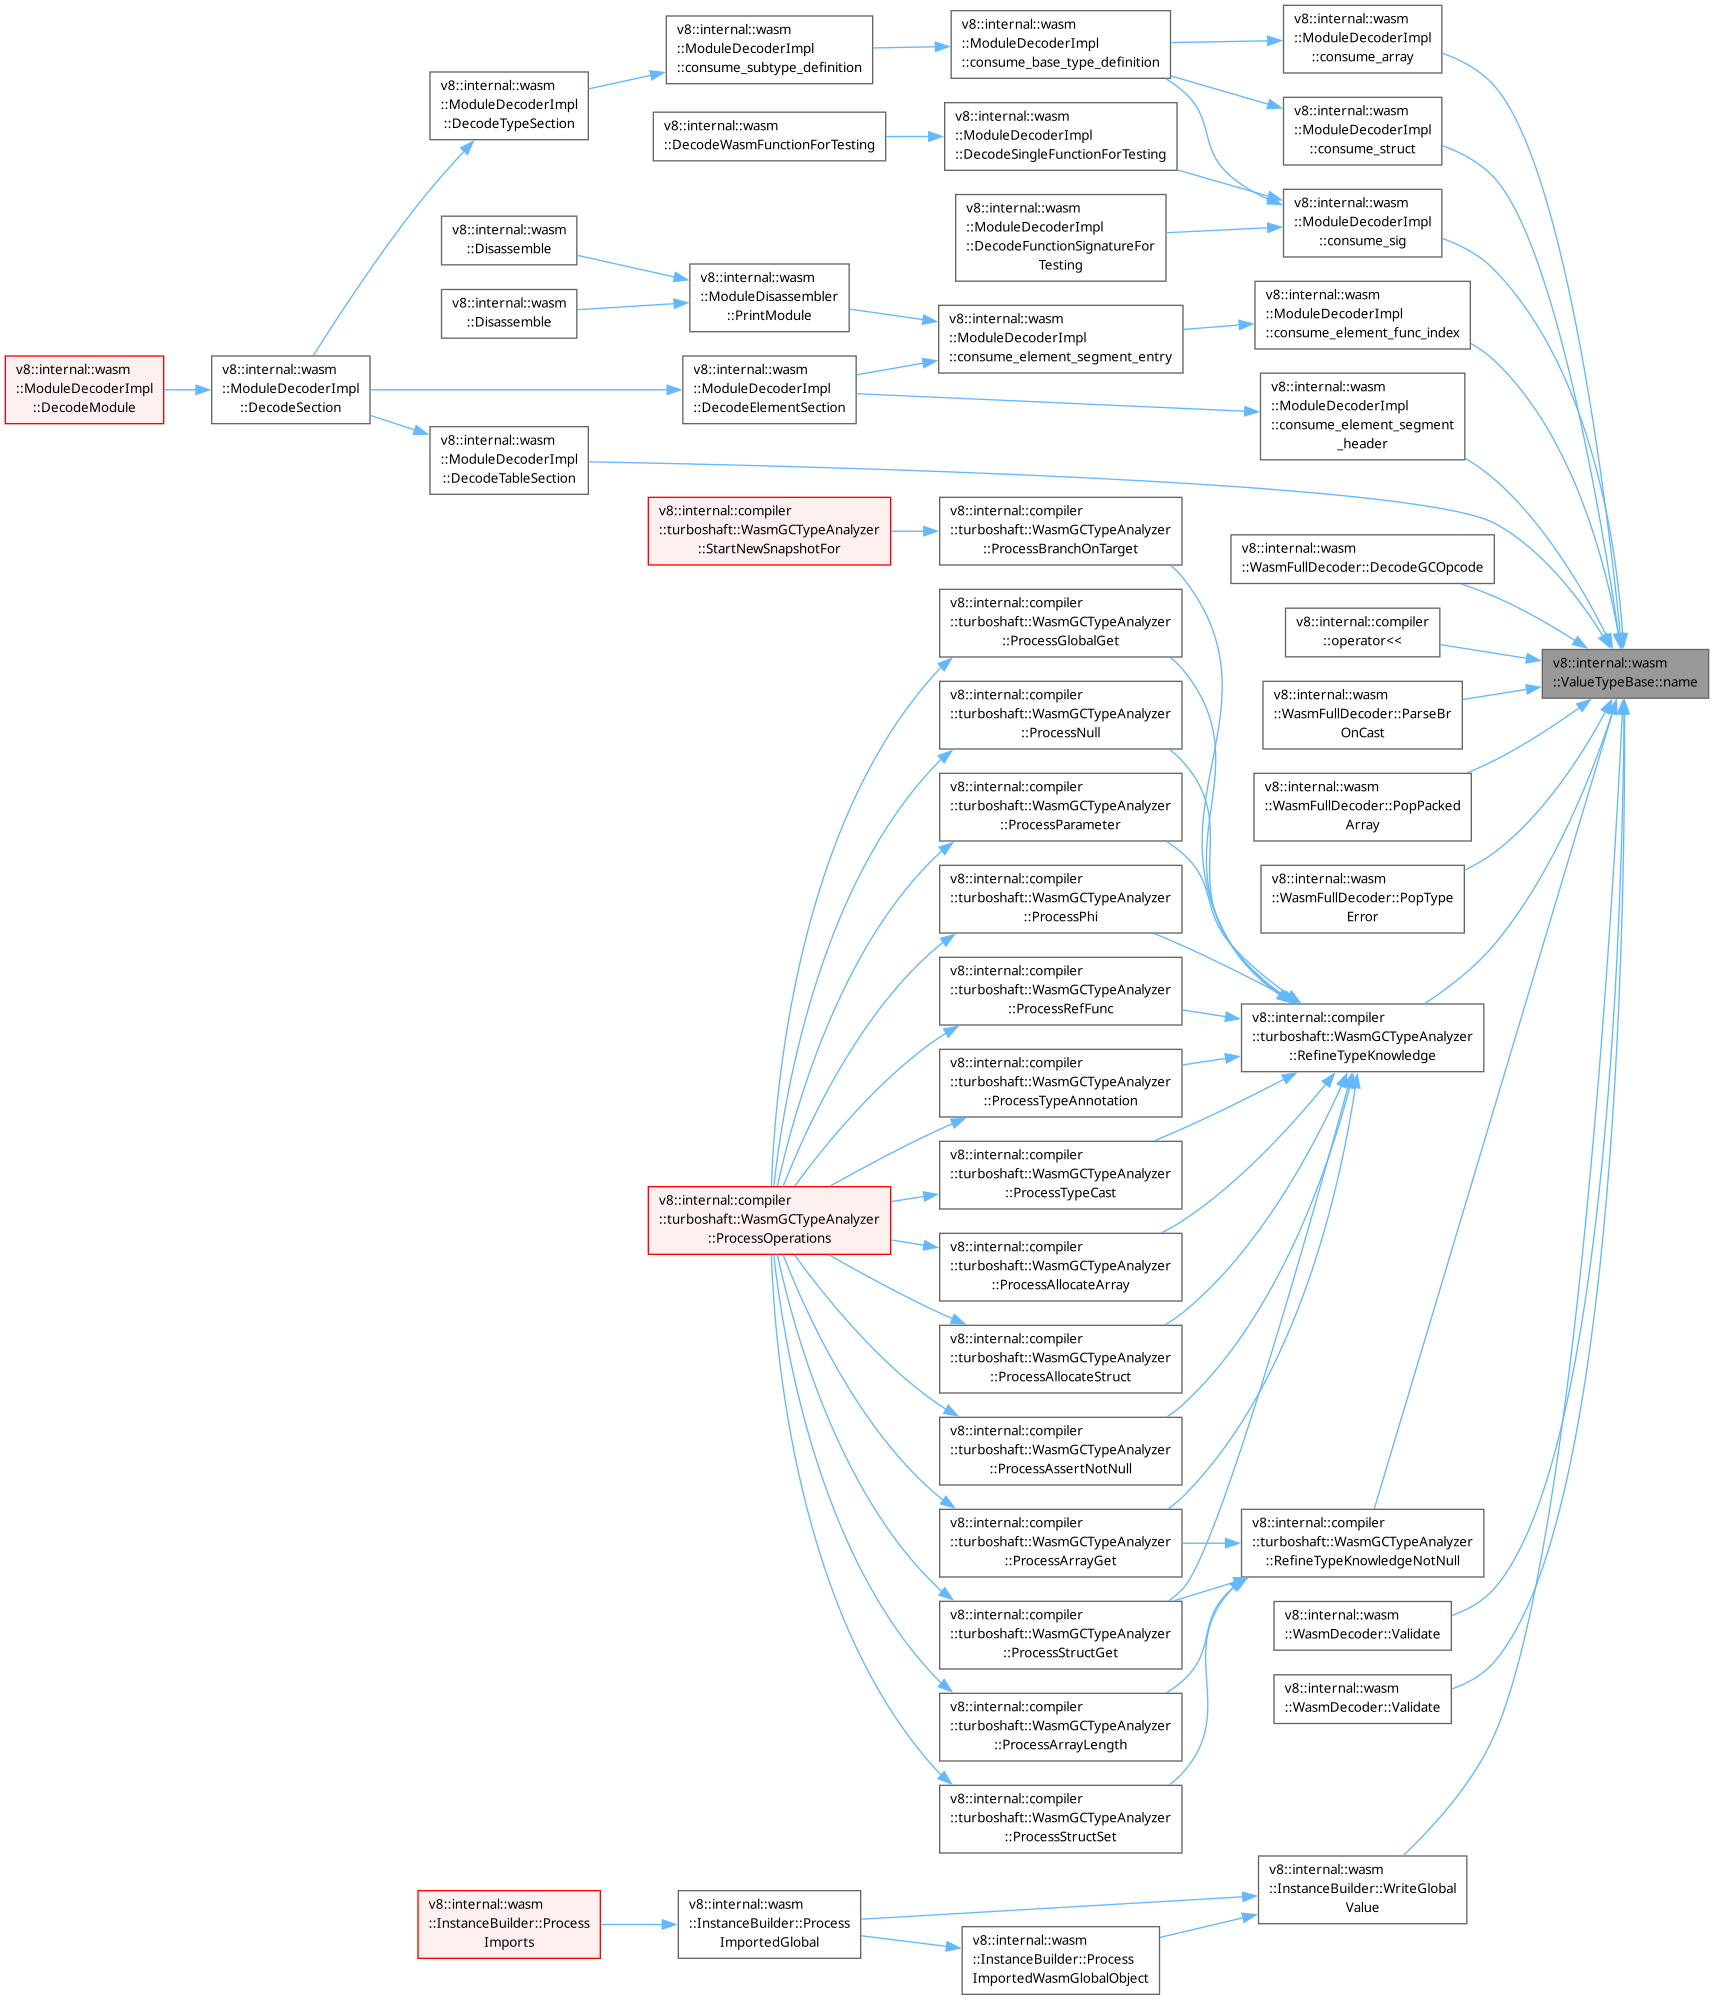 v8::internal::wasm
::ModuleDecoderImpl
::consume_array
v8::internal::wasm
::ModuleDecoderImpl
::consume_base_type_definition
v8::internal::wasm
::ModuleDecoderImpl
::consume_subtype_definition
v8::internal::wasm
::ModuleDecoderImpl
::DecodeTypeSection
v8::internal::wasm
::ModuleDecoderImpl
::consume_struct
v8::internal::wasm
::ModuleDecoderImpl
::DecodeSingleFunctionForTesting
v8::internal::wasm
::DecodeWasmFunctionForTesting
v8::internal::wasm
::ModuleDecoderImpl
::consume_sig
v8::internal::wasm
::ModuleDecoderImpl
::DecodeFunctionSignatureFor
Testing
v8::internal::wasm
::Disassemble
v8::internal::wasm
::ModuleDisassembler
::PrintModule
v8::internal::wasm
::Disassemble
v8::internal::wasm
::ModuleDecoderImpl
::consume_element_func_index
v8::internal::wasm
::ModuleDecoderImpl
::consume_element_segment_entry
v8::internal::wasm
::ModuleDecoderImpl
::DecodeModule
v8::internal::wasm
::ModuleDecoderImpl
::DecodeSection
v8::internal::wasm
::ModuleDecoderImpl
::DecodeElementSection
v8::internal::wasm
::ModuleDecoderImpl
::consume_element_segment
_header
v8::internal::wasm
::ModuleDecoderImpl
::DecodeTableSection
v8::internal::compiler
::turboshaft::WasmGCTypeAnalyzer
::StartNewSnapshotFor
v8::internal::compiler
::turboshaft::WasmGCTypeAnalyzer
::ProcessBranchOnTarget
v8::internal::wasm
::WasmFullDecoder::DecodeGCOpcode
v8::internal::compiler
::turboshaft::WasmGCTypeAnalyzer
::ProcessGlobalGet
v8::internal::compiler
::operator<<
v8::internal::wasm
::ValueTypeBase::name
v8::internal::compiler
::turboshaft::WasmGCTypeAnalyzer
::ProcessNull
v8::internal::wasm
::WasmFullDecoder::ParseBr
OnCast
v8::internal::compiler
::turboshaft::WasmGCTypeAnalyzer
::ProcessParameter
v8::internal::wasm
::WasmFullDecoder::PopPacked
Array
v8::internal::compiler
::turboshaft::WasmGCTypeAnalyzer
::ProcessPhi
v8::internal::wasm
::WasmFullDecoder::PopType
Error
v8::internal::compiler
::turboshaft::WasmGCTypeAnalyzer
::ProcessRefFunc
v8::internal::compiler
::turboshaft::WasmGCTypeAnalyzer
::RefineTypeKnowledge
v8::internal::compiler
::turboshaft::WasmGCTypeAnalyzer
::ProcessTypeAnnotation
v8::internal::compiler
::turboshaft::WasmGCTypeAnalyzer
::ProcessTypeCast
v8::internal::compiler
::turboshaft::WasmGCTypeAnalyzer
::ProcessOperations
v8::internal::compiler
::turboshaft::WasmGCTypeAnalyzer
::ProcessAllocateArray
v8::internal::compiler
::turboshaft::WasmGCTypeAnalyzer
::ProcessAllocateStruct
v8::internal::compiler
::turboshaft::WasmGCTypeAnalyzer
::ProcessAssertNotNull
v8::internal::compiler
::turboshaft::WasmGCTypeAnalyzer
::ProcessArrayGet
v8::internal::compiler
::turboshaft::WasmGCTypeAnalyzer
::RefineTypeKnowledgeNotNull
v8::internal::compiler
::turboshaft::WasmGCTypeAnalyzer
::ProcessStructGet
v8::internal::wasm
::WasmDecoder::Validate
v8::internal::compiler
::turboshaft::WasmGCTypeAnalyzer
::ProcessArrayLength
v8::internal::wasm
::WasmDecoder::Validate
v8::internal::compiler
::turboshaft::WasmGCTypeAnalyzer
::ProcessStructSet
v8::internal::wasm
::InstanceBuilder::WriteGlobal
Value
v8::internal::wasm
::InstanceBuilder::Process
Imports
v8::internal::wasm
::InstanceBuilder::Process
ImportedGlobal
v8::internal::wasm
::InstanceBuilder::Process
ImportedWasmGlobalObject